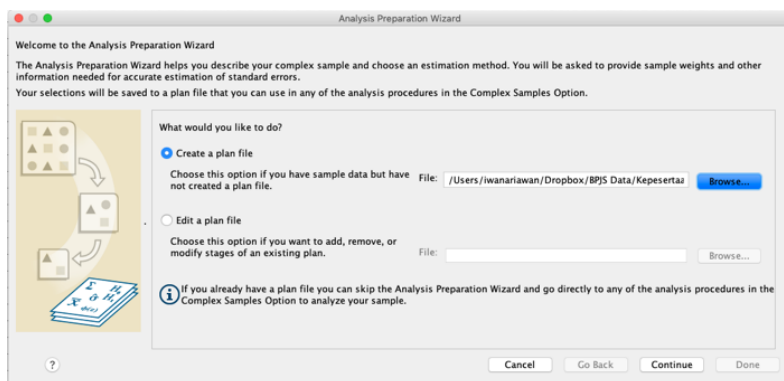 Analysis Preparation Wizard
Welcome to the Analysis Preparation Wizard
The Analysis Preparation Wizard helps you describe your complex sample and choose an estimation method. You will be asked to provide sample weights and other
information needed for accurate estimation of standard errors.
Your selections will be saved to a plan file that you can use in any of the analysis procedures in the Complex Samples Option.
What would you like to do?
Create a plan file
Choose this option if you have sample data but have
not created a plan file.
File: /Users/iwanariawan/Dropbox/BPJS Data/Kepesertaa Browse...
Edit a plan file
Choose this option if you want to add, remove, or
modify stages of an existing plan.
File: Browse...
If you already have a plan file you can skip the Analysis Preparation Wizard and go directly to any of the analysis procedures in the
Complex Samples Option to analyze your sample.
? Cancel Go Back Continue Done